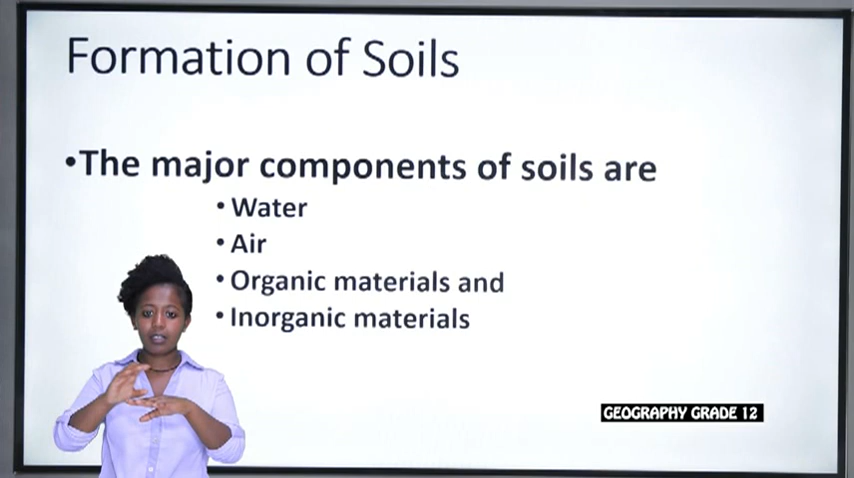 Formation of Soils
•The major components of soils are
• Water
• Air
• Organic materials and
• Inorganic materials
GEOGRAPHY GRADE 12